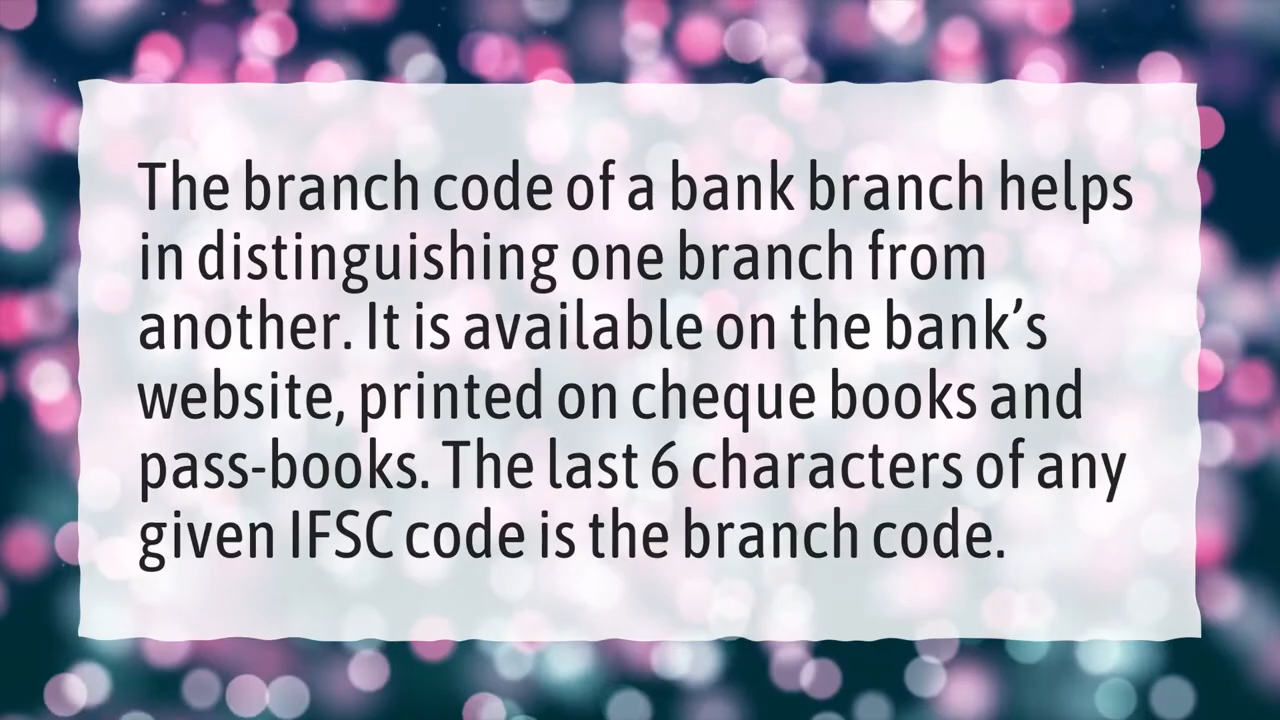 The branch code of a bank branch helps
in distinguishing one branch from
another. It is available on the bank’s
website, printed on cheque books and
pass-books. The last 6 characters of any
given IFSC code is the branch code.